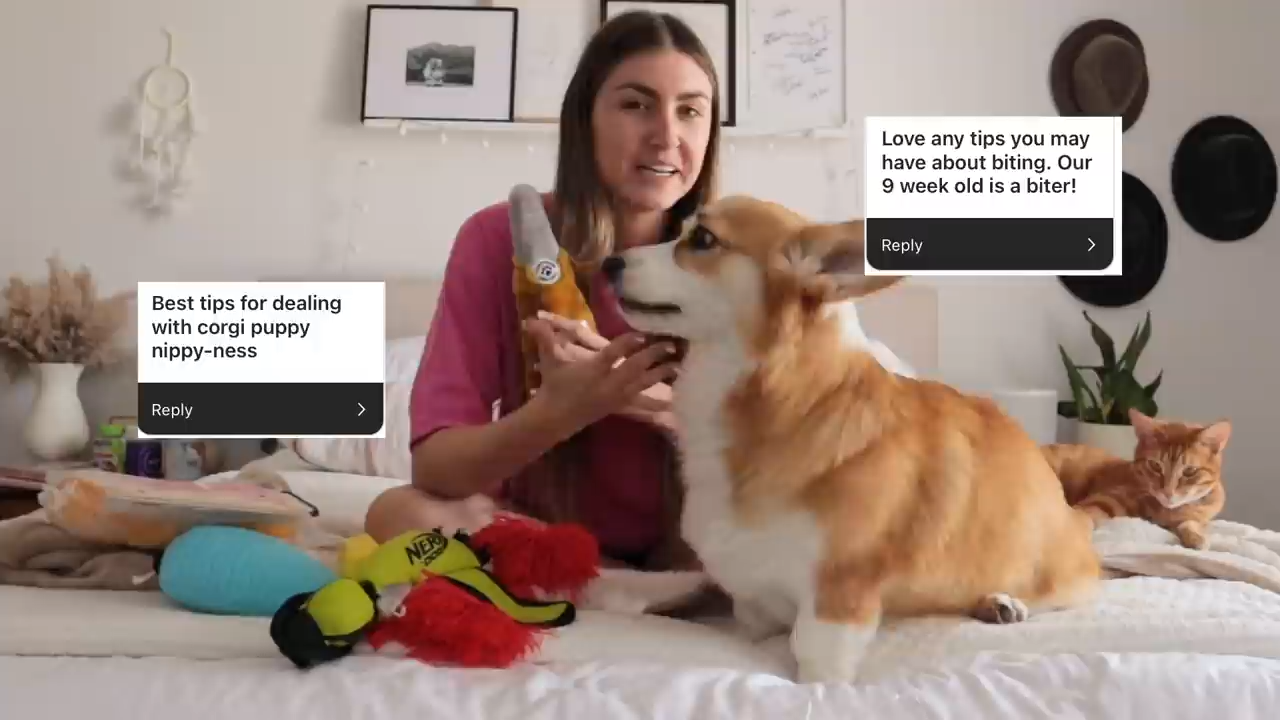 Best tips for dealing
with corgi puppy
nippy-ness
Reply
Love any tips you may
have about biting. Our
9 week old is a biter!
Reply
NERF